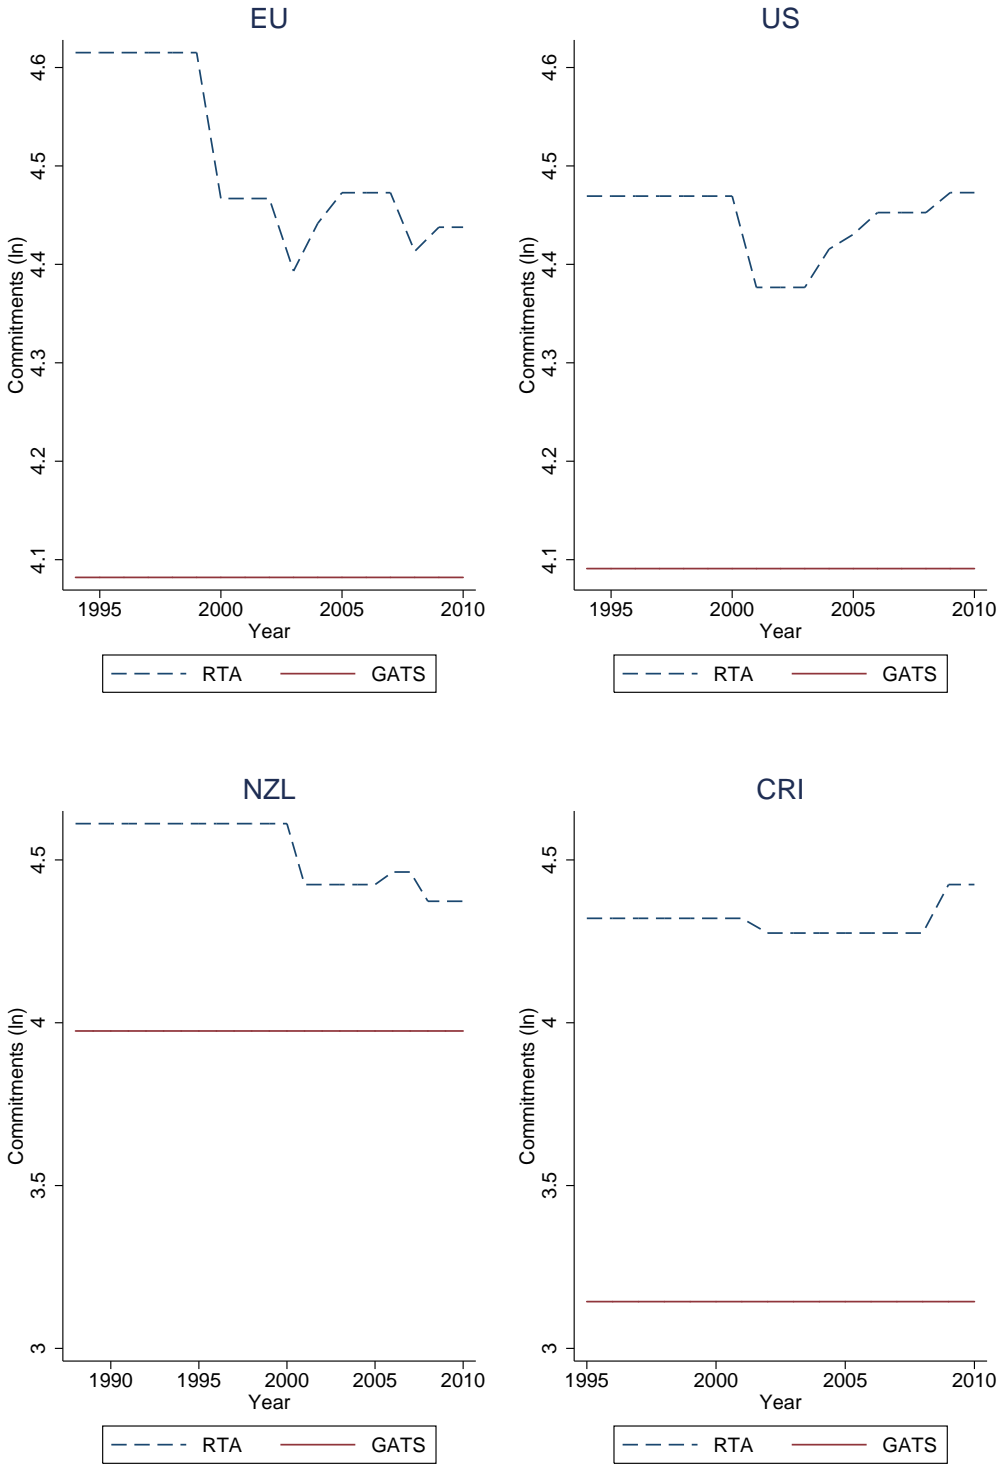 EU
Commitments (ln)
4.6
4.5
4.4
4.3
4.2
4.1
1995 2000 2005 2010
Year
RTA GATS
US
Commitments (ln)
4.6
4.5
4.4
4.3
4.2
4.1
1995 2000 2005 2010
Year
RTA GATS
NZL
Commitments (ln)
4.5
4
3.5
3
1990 1995 2000 2005 2010
Year
RTA GATS
CRI
Commitments (ln)
4.5
4
3.5
3
1995 2000 2005 2010
Year
RTA GATS